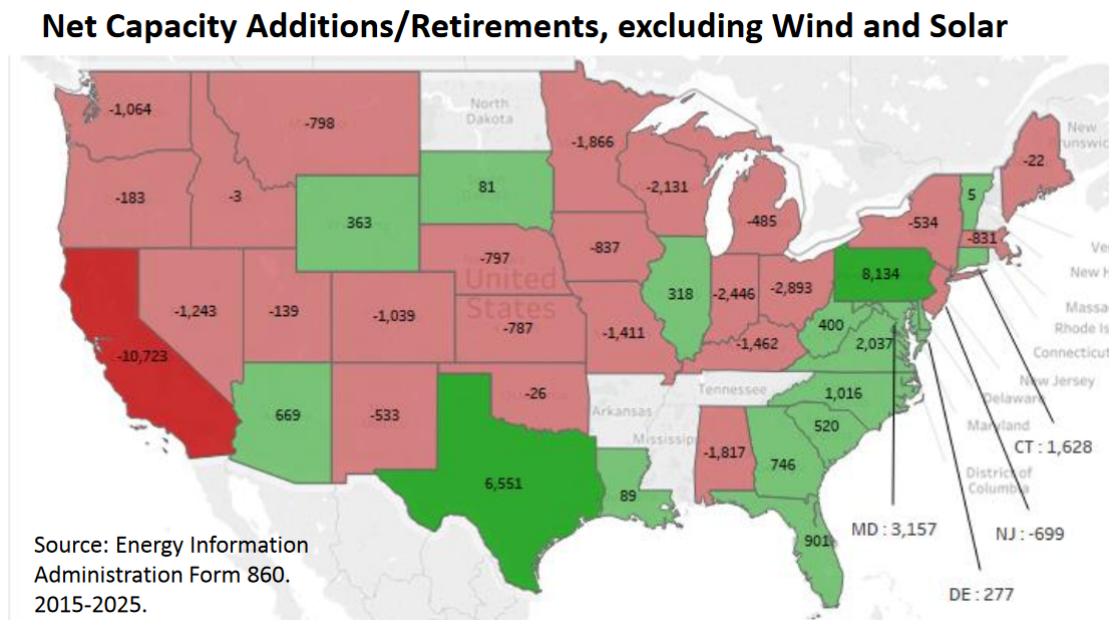 Net Capacity Additions/Retirements, excluding Wind and Solar
-1,064
-798
North
Dakota
-1,866
New
-22
-183
-3
363
81
-2,131
-485
-534
5
-831
-797
-837
8,134
United
States
-1,243
-139
-1,039
-787
318
-2,446
-2,893
400
2,037
Massa
Rhode Is
Connecticut
-10,723
-1,411
-1,462
New Jersey
Delaware
Maryland
669
-533
-26
Arkansas
Tennessee
1,016
520
CT : 1,628
Mississipp
-1,817
746
District of
Columbia
6,551
89
901
MD : 3,157
NJ : -699
DE : 277
Source: Energy Information
Administration Form 860.
2015-2025.